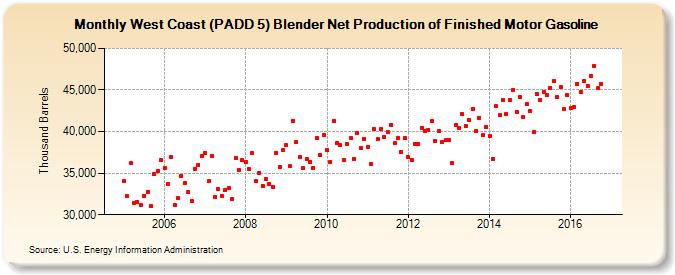 Monthly West Coast (PADD 5) Blender Net Production of Finished Motor Gasoline
Thousand Barrels
50,000
45,000
40,000
35,000
30,000
2006 2008 2010 2012 2014 2016
Source: U.S. Energy Information Administration